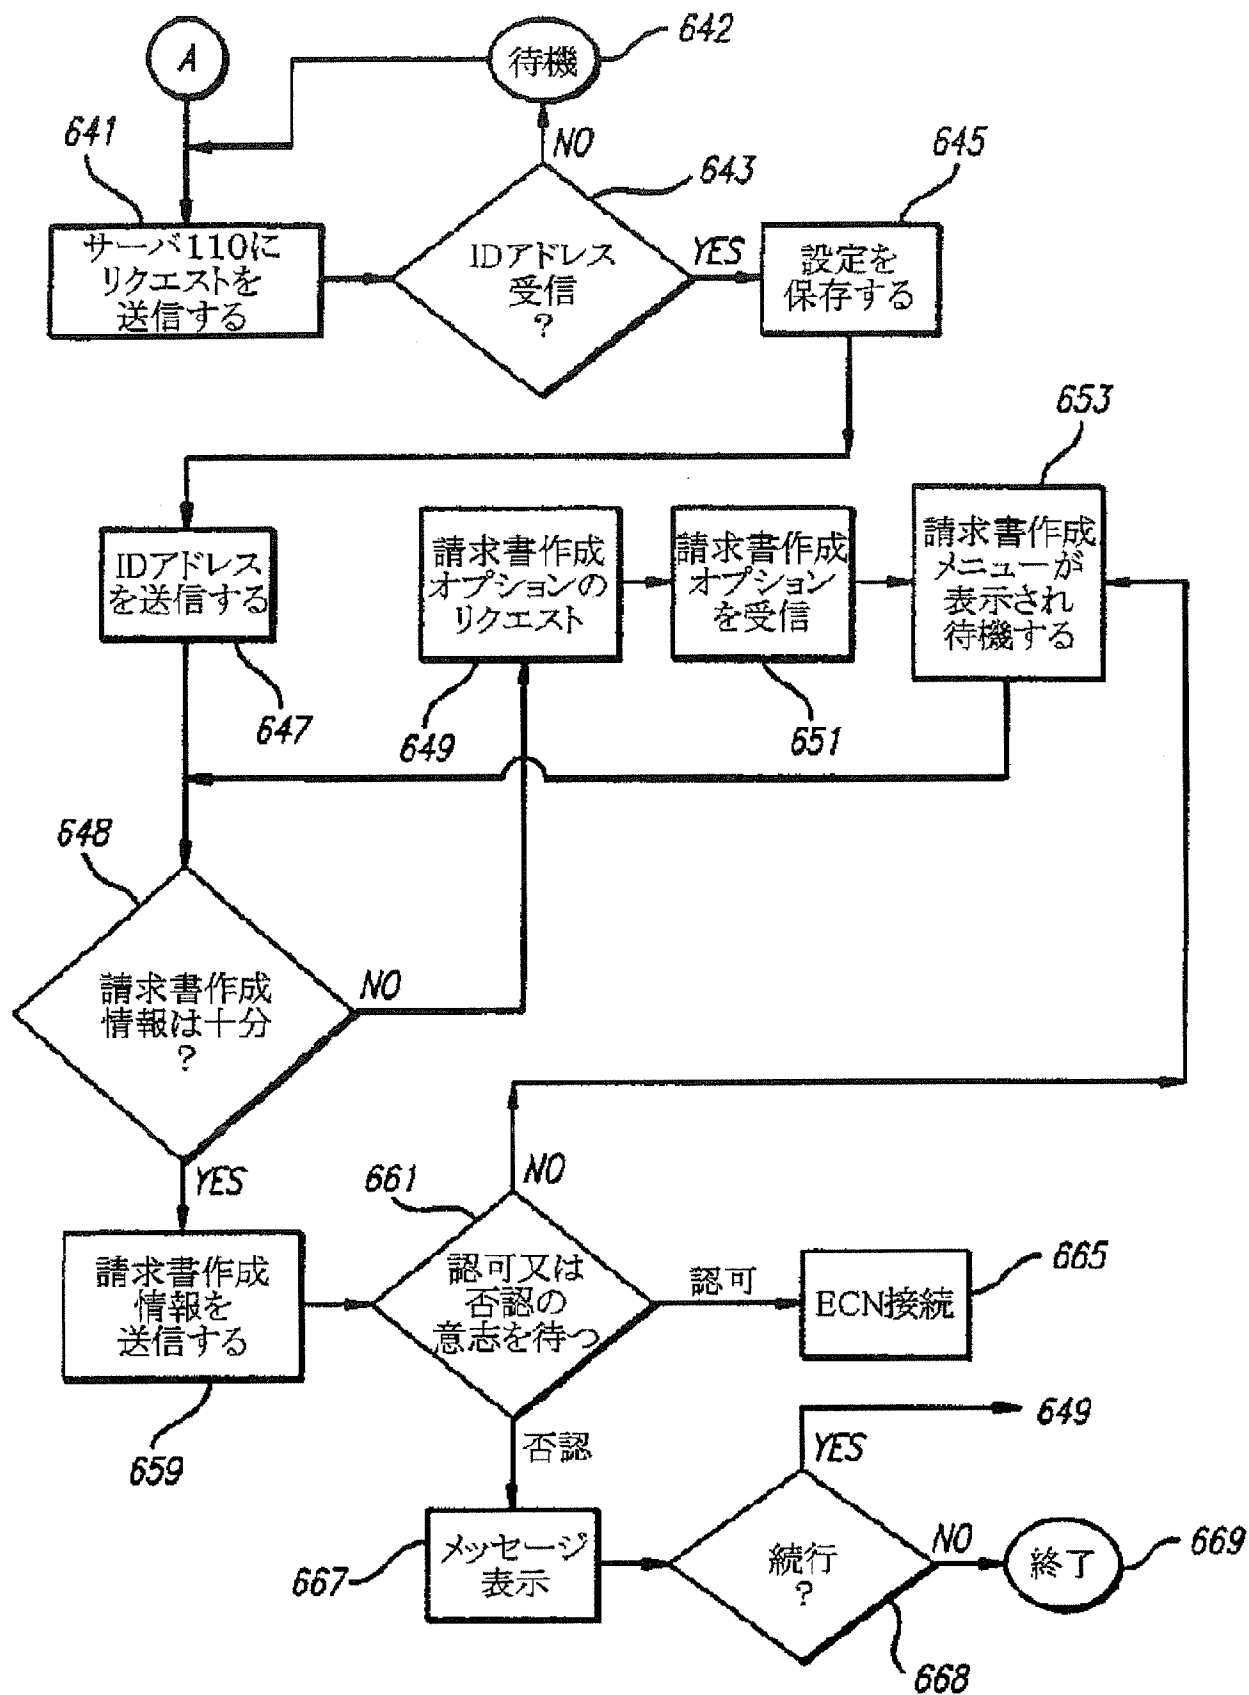 A
待機
642
641
NO
643
645
サーバ110に
リクエストを
送信する
IDアドレス
受信
?
YES
設定を
保存する
653
IDアドレス
を送信する
請求書作成
オプションの
リクエスト
請求書作成
オプション
を受信
請求書作成
メニューが
表示され
待機する
647
649
651
648
請求書作成
情報は十分
?
NO
YES
661
NO
請求書作成
情報を
送信する
認可又は
否認の
意志を待つ
認可
ECN接続
665
659
否認
649
YES
メッセージ
表示
667
続行
?
NO
終了
669
668